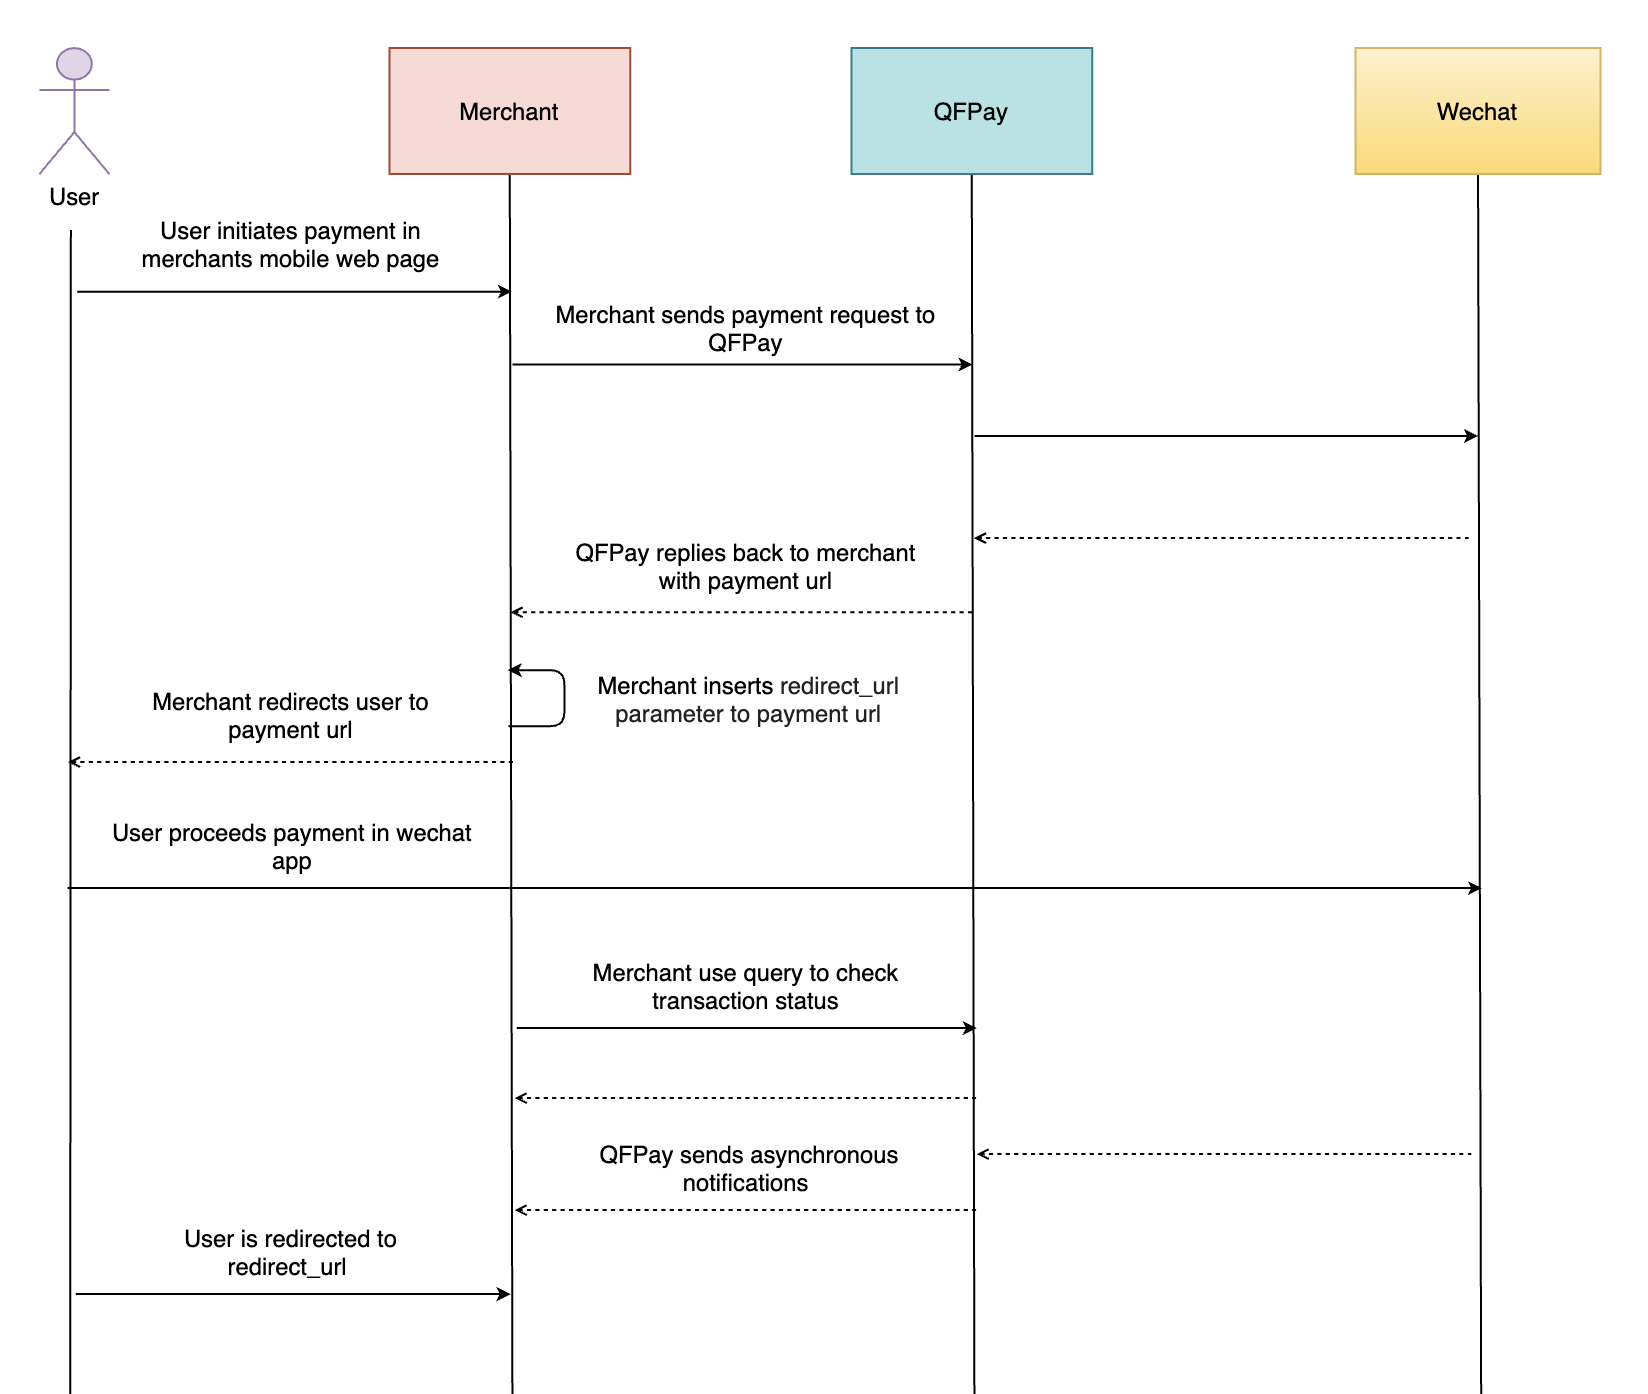 Merchant
QFPay
Wechat
User
User initiates payment in
merchants mobile web page
Merchant sends payment request to
QFPay
QFPay replies back to merchant
with payment url
Merchant inserts redirect_url
parameter to payment url
Merchant redirects user to
payment url
User proceeds payment in wechat
app
Merchant use query to check
transaction status
QFPay sends asynchronous
notifications
User is redirected to
redirect_url